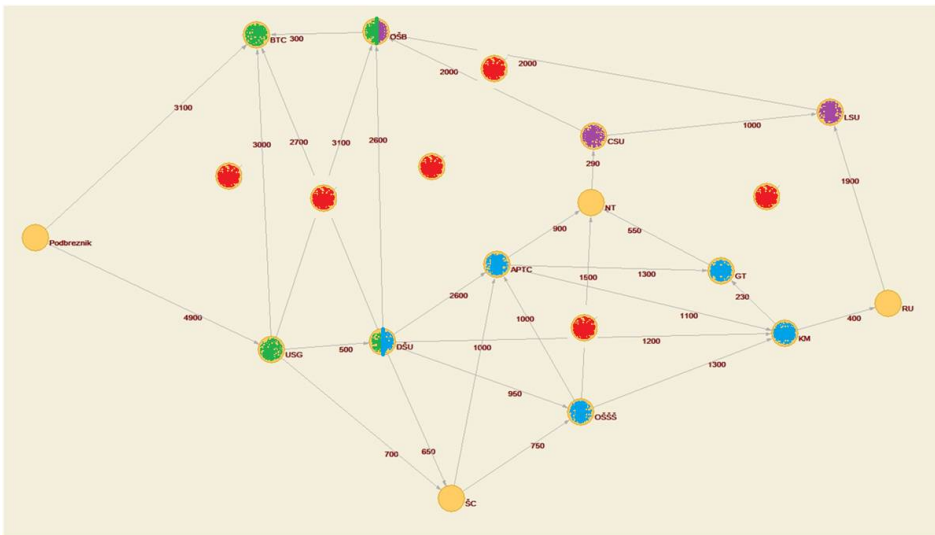 BTC
300
OŠB
2000
2000
LSU
3100
3000
2700
3100
2600
CSU
1000
290
1900
NT
Podbreznik
900
550
APTC
1300
GT
1500
4900
2600
230
1000
1100
RU
400
USG
500
DŠU
1000
1200
KM
1300
950
OŠŠŠ
700
650
750
ŠC